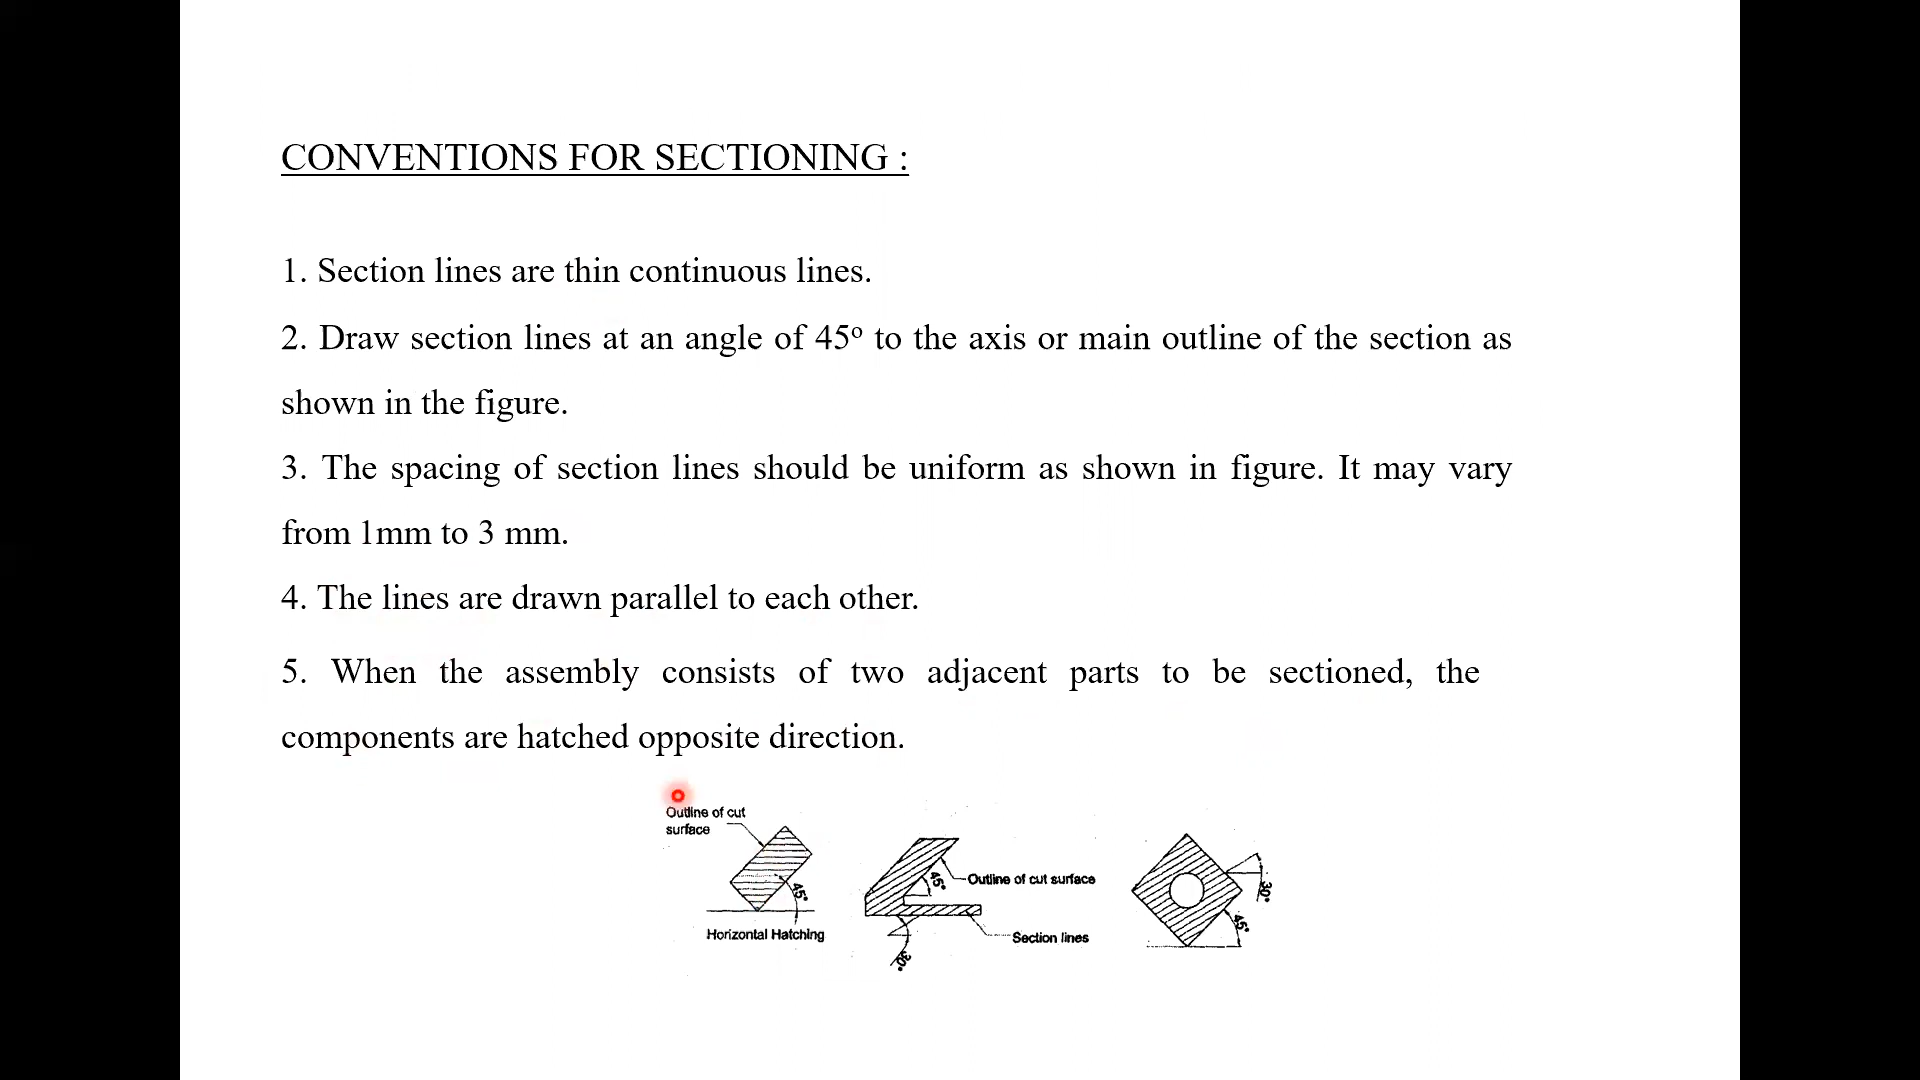 CONVENTIONS FOR SECTIONING :
1. Section lines are thin continuous lines.
2. Draw section lines at an angle of 45º to the axis or main outline of the section as
shown in the figure.
3. The spacing of section lines should be uniform as shown in figure. It may vary
from 1mm to 3 mm.
4. The lines are drawn parallel to each other.
5. When the assembly consists of two adjacent parts to be sectioned, the
components are hatched opposite direction.
Outline of cut
surface
45°
Horizontal Hatching
45°
Outline of cut surface
Section lines
30°
30°
45°